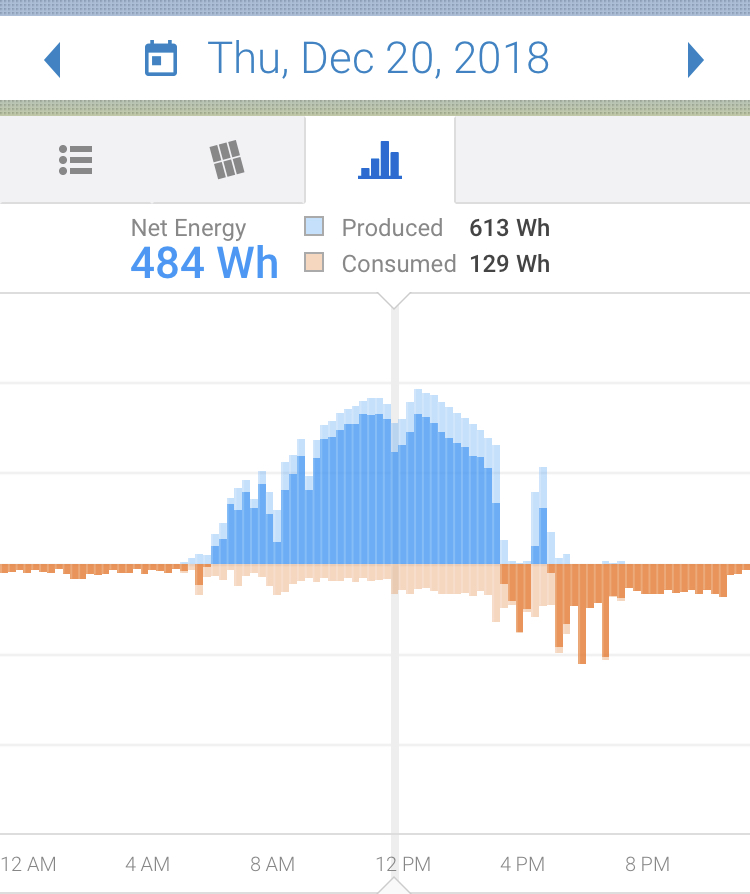 Thu, Dec 20, 2018
Net Energy
484 Wh
Produced 613 Wh
Consumed 129 Wh
12 AM 4 AM 8 AM 12 PM 4 PM 8 PM